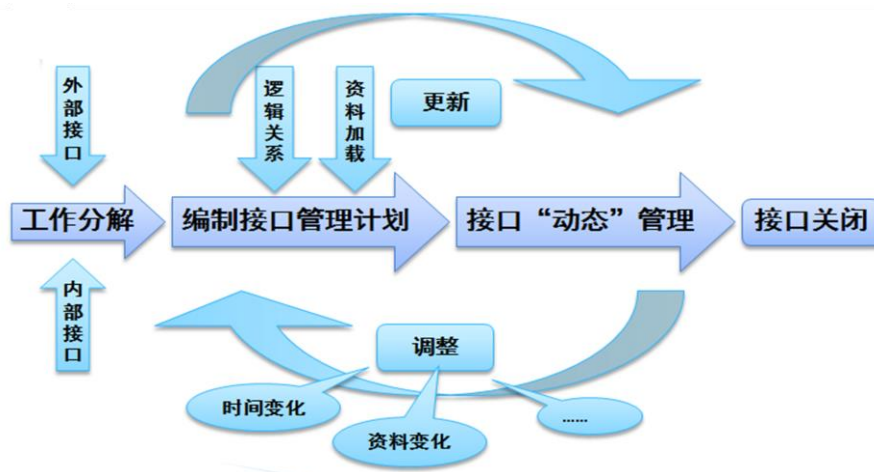 外部接口
逻辑关系
资料加载
更新
工作分解
编制接口管理计划
接口“动态”管理
接口关闭
内部接口
调整
时间变化
资料变化
……